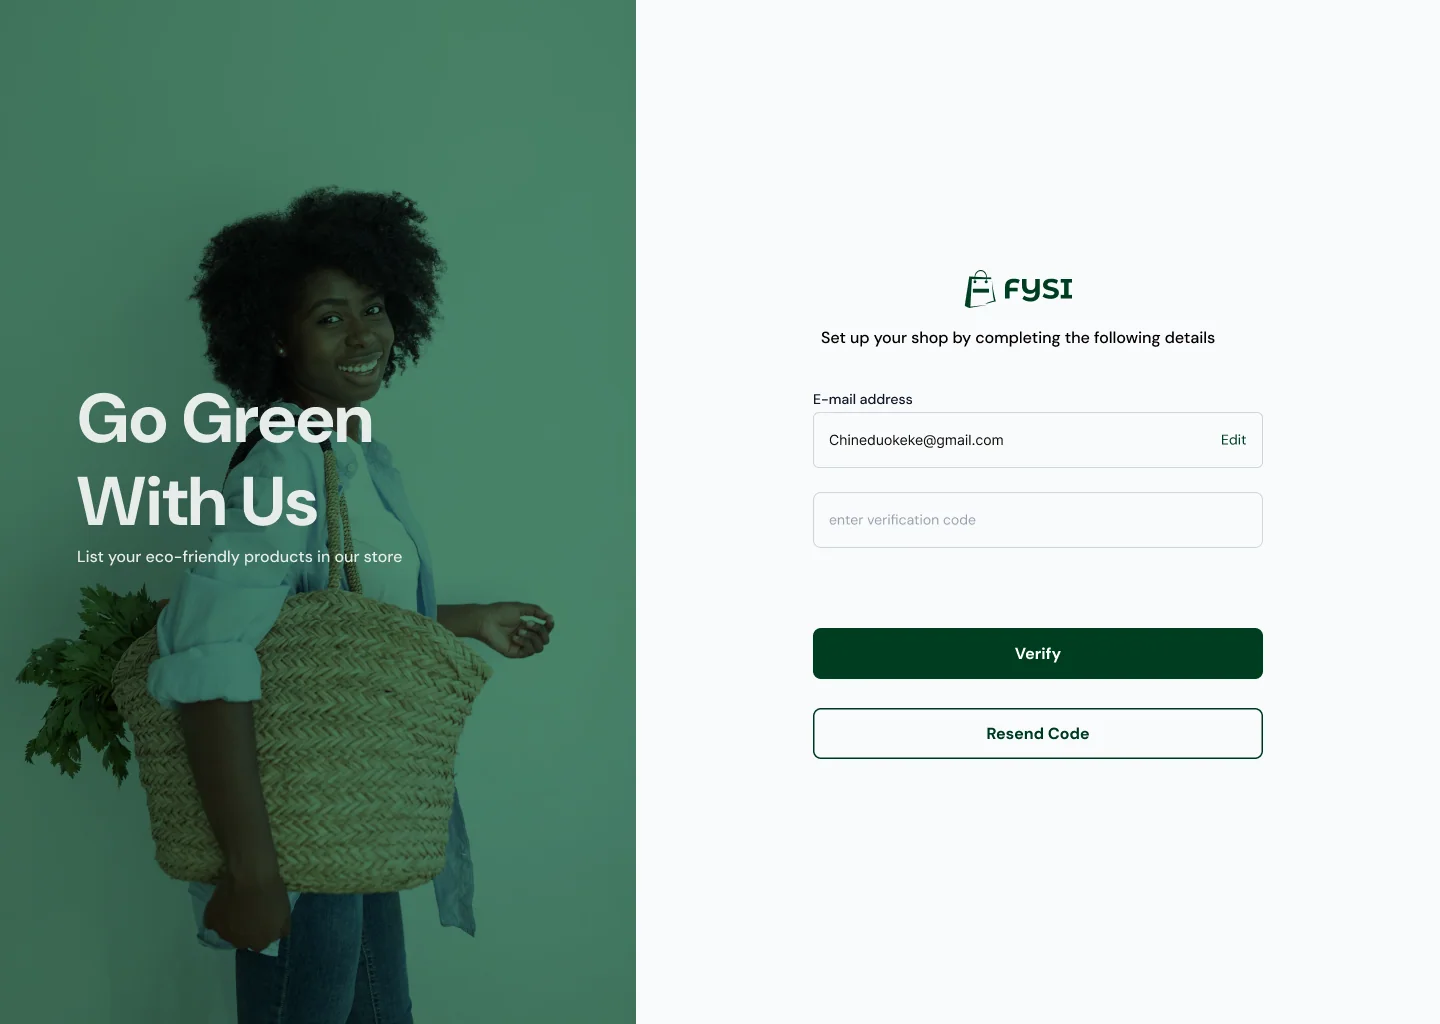 Go Green
With Us
List your eco-friendly products in our store
FYSI
Set up your shop by completing the following details
E-mail address
Chineduokeke@gmail.com Edit
enter verification code
Verify
Resend Code